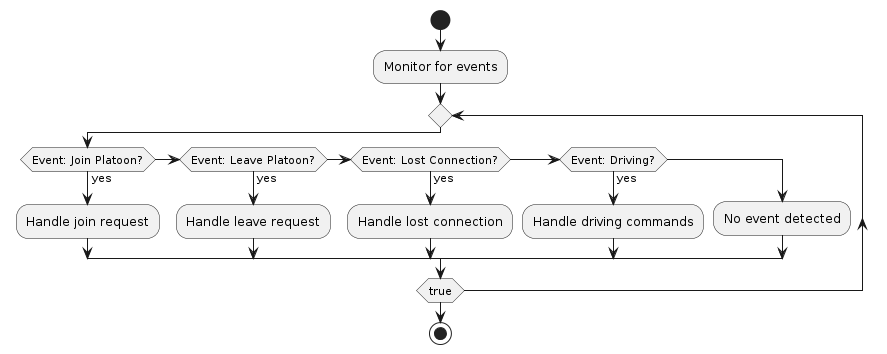 Monitor for events
Event: Join Platoon?
Event: Leave Platoon?
Event: Lost Connection?
Event: Driving?
yes
yes
yes
yes
Handle join request
Handle leave request
Handle lost connection
Handle driving commands
No event detected
true